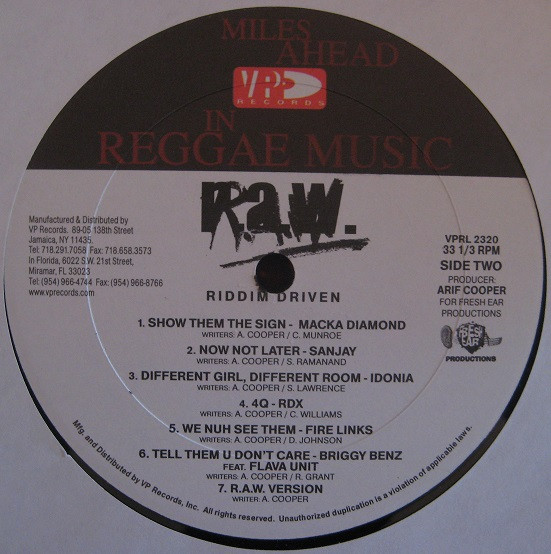 MILES
AHEAD
VP
RECORDS
IN
REGGAE MUSIC
r.a.w.
RIDDIM DRIVEN
Manufactured & Distributed by
VP Records. 89-05 138th Street
Jamaica, NY 11435.
Tel: 718.291.7058 Fax: 718.658.3573
In Florida, 6022 S.W. 21st Street,
Miramar, FL 33023
Tel: (954) 966-4744 Fax: (954) 966-8766
www.vprecords.com
VPRL 2320
33 1/3 RPM
SIDE TWO
PRODUCER:
ARIF COOPER
FOR FRESH EAR
PRODUCTIONS
FRESH
EAR
PRODUCTIONS
1. SHOW THEM THE SIGN - MACKA DIAMOND
WRITERS: A. COOPER / C. MUNROE
2. NOW NOT LATER - SANJAY
WRITERS: A. COOPER / S. RAMANAND
3. DIFFERENT GIRL, DIFFERENT ROOM - IDONIA
WRITERS: A. COOPER / S. LAWRENCE
4. 4Q - RDX
WRITERS: A. COOPER / C. WILLIAMS
5. WE NUH SEE THEM - FIRE LINKS
WRITERS: A. COOPER / D. JOHNSON
6. TELL THEM U DON'T CARE - BRIGGY BENZ
FEAT. FLAVA UNIT
WRITERS: A. COOPER / R. GRANT
7. R.A.W. VERSION
WRITER: A. COOPER
Mfg. and Distributed by VP Records, Inc. All rights reserved. Unauthorized duplication is a violation of applicable laws.